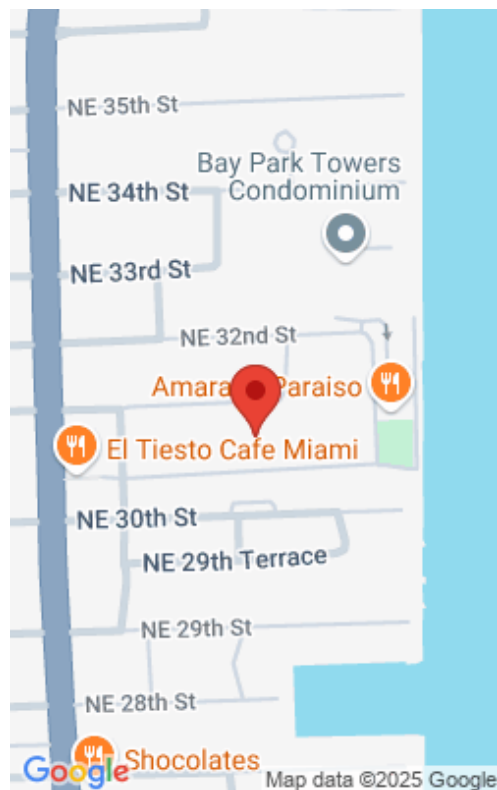 NE 35th St
Bay Park Towers
Condominium
NE 34th St
NE 33rd St
NE 32nd St
Amara Paraiso
El Tiesto Cafe Miami
NE 30th St
NE 29th Terrace
NE 29th St
NE 28th St
Shocolates
Google
Map data ©2025 Google